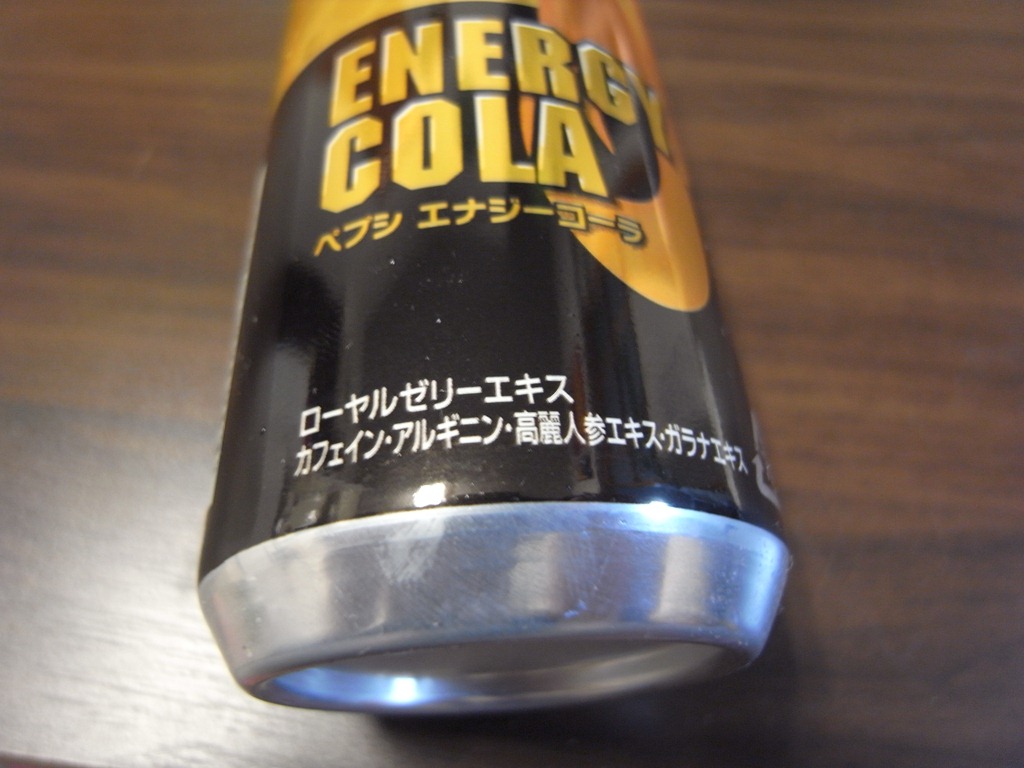 ENERGY
COLA
ペプシ エナジーコーラ
ローヤルゼリーエキス
カフェイン・アルギニン・高麗人参エキス・ガラナエキス